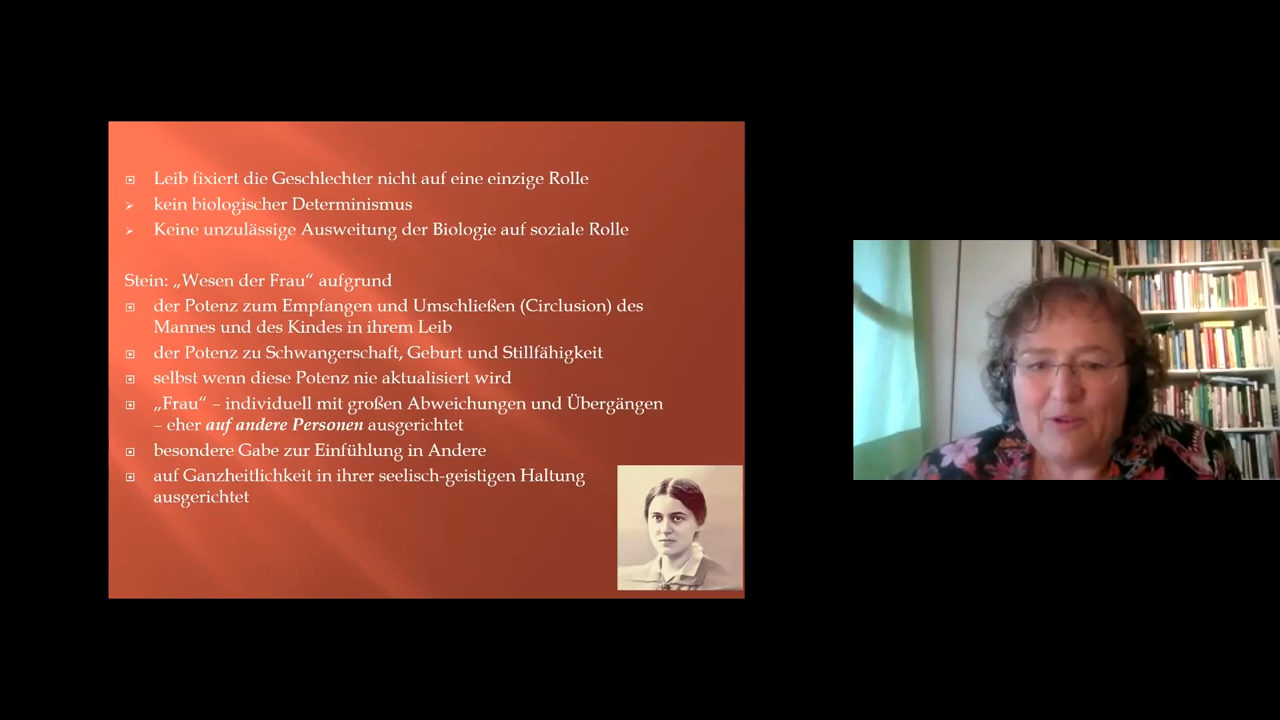 Leib fixiert die Geschlechter nicht auf eine einzige Rolle
kein biologischer Determinismus
Keine unzulässige Ausweitung der Biologie auf soziale Rolle
Stein: „Wesen der Frau“ aufgrund
der Potenz zum Empfangen und Umschließen (Circlusion) des
Mannes und des Kindes in ihrem Leib
der Potenz zu Schwangerschaft, Geburt und Stillfähigkeit
selbst wenn diese Potenz nie aktualisiert wird
„Frau“ – individuell mit großen Abweichungen und Übergängen
– eher auf andere Personen ausgerichtet
besondere Gabe zur Einfühlung in Andere
auf Ganzheitlichkeit in ihrer seelisch-geistigen Haltung
ausgerichtet